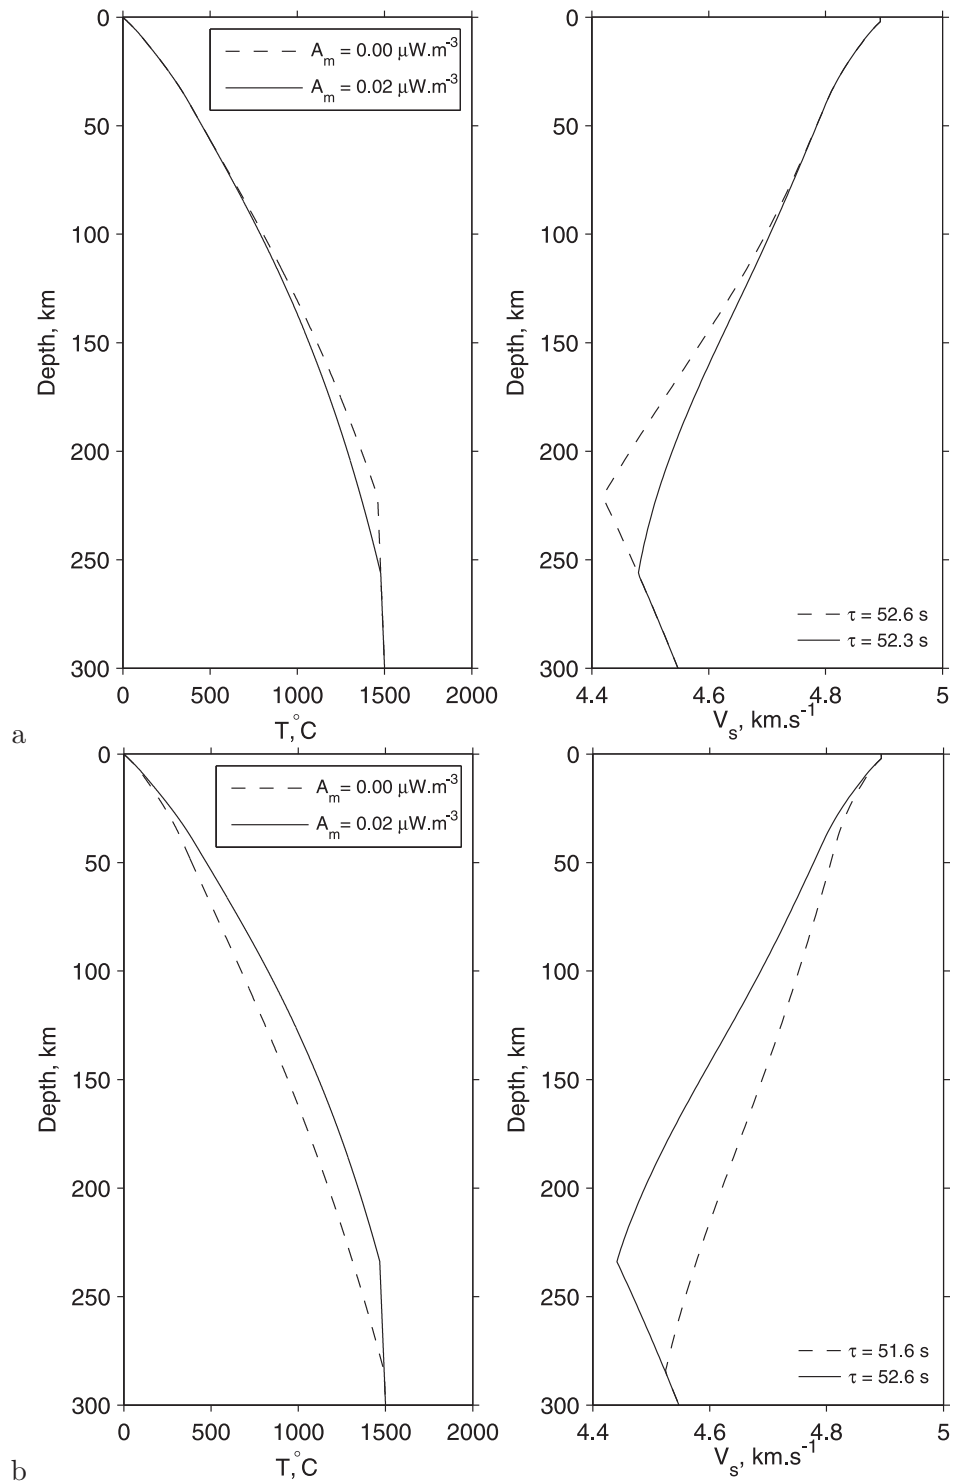 0
50
100
150
200
250
300
Depth, km
0
500
1000
1500
2000
T,°C
A_m = 0.00 μW.m⁻³
A_m = 0.02 μW.m⁻³
0
50
100
150
200
250
300
Depth, km
4.4
4.6
4.8
5
V_s, km.s⁻¹
τ = 52.6 s
τ = 52.3 s
a
0
50
100
150
200
250
300
Depth, km
0
500
1000
1500
2000
T,°C
A_m = 0.00 μW.m⁻³
A_m = 0.02 μW.m⁻³
0
50
100
150
200
250
300
Depth, km
4.4
4.6
4.8
5
V_s, km.s⁻¹
τ = 51.6 s
τ = 52.6 s
b